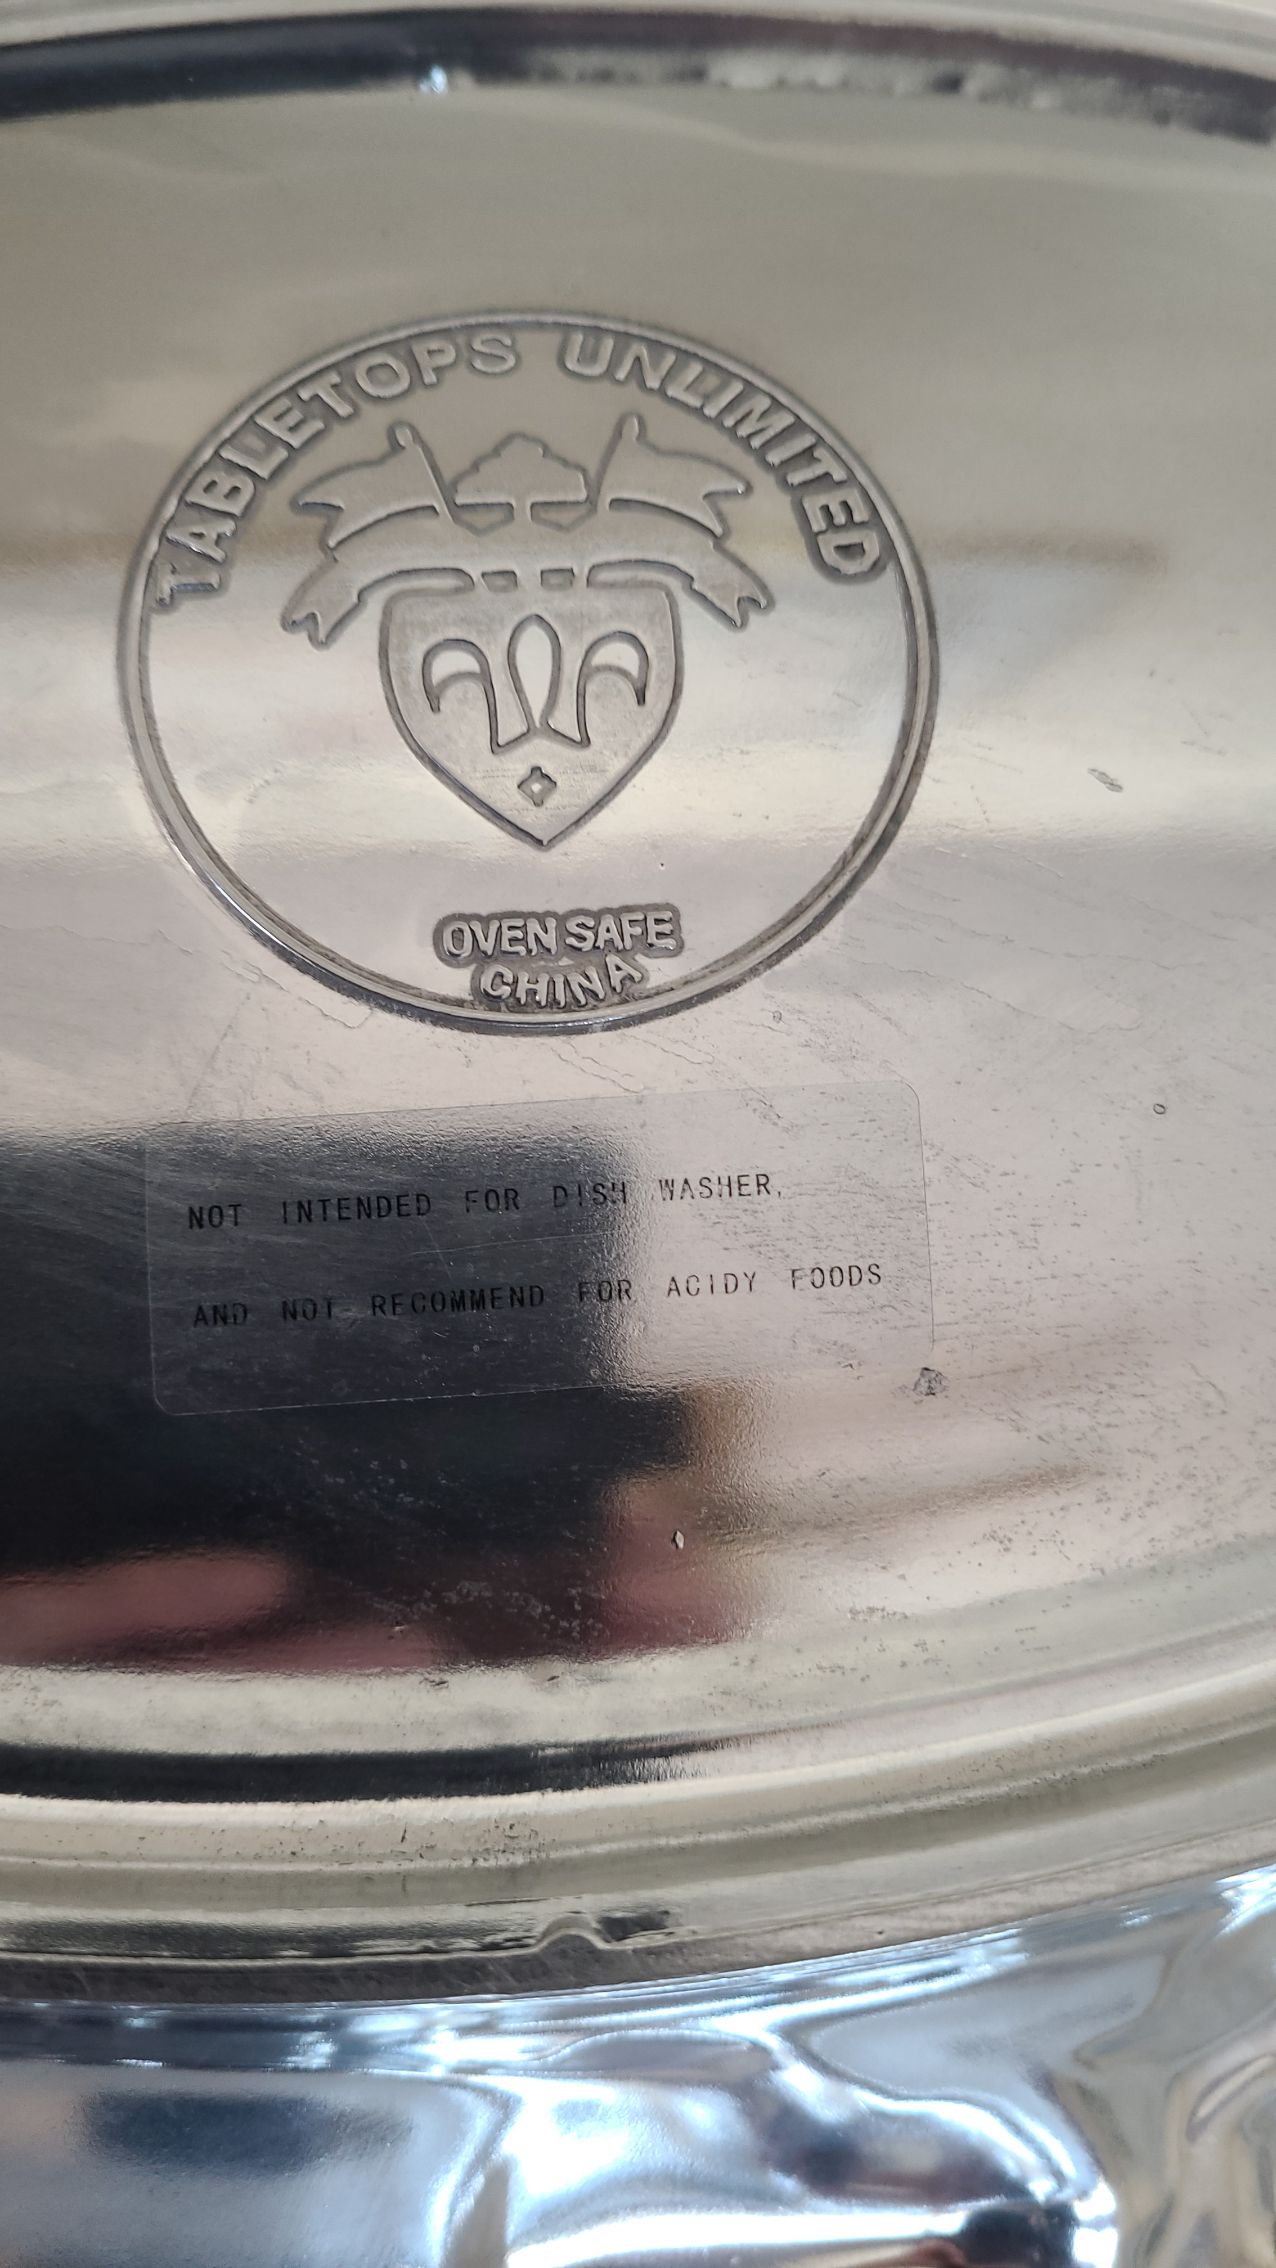 TABLETOPS UNLIMITED
OVEN SAFE
CHINA
NOT INTENDED FOR DISH WASHER,
AND NOT RECOMMEND FOR ACIDY FOODS